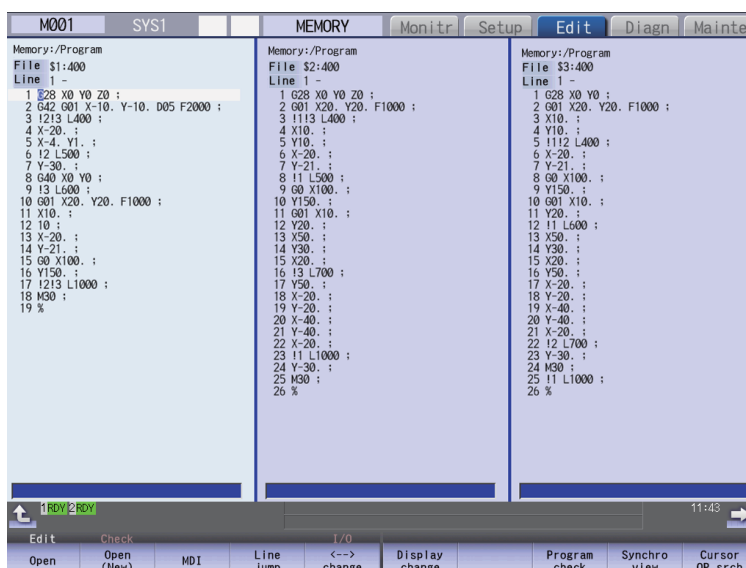 M001 SYS1 MEMORY Monitr Setup Edit Diagn Mainte
Memory:/Program
File $1:400
Line 1 -
1 G28 X0 Y0 Z0 ;
2 G42 G01 X-10. Y-10. D05 F2000 ;
3 !2!3 L400 ;
4 X-20. ;
5 X-4. Y1. ;
6 !2 L500 ;
7 Y-30. ;
8 G40 X0 Y0 ;
9 !3 L600 ;
10 G01 X20. Y20. F1000 ;
11 X10. ;
12 10 ;
13 X-20. ;
14 Y-21. ;
15 G0 X100. ;
16 Y150. ;
17 !2!3 L1000 ;
18 M30 ;
19 %
Memory:/Program
File $2:400
Line 1 -
1 G28 X0 Y0 Z0 ;
2 G01 X20. Y20. F1000 ;
3 !1!3 L400 ;
4 X10. ;
5 Y10. ;
6 X-20. ;
7 Y-21. ;
8 !1 L500 ;
9 G0 X100. ;
10 Y150. ;
11 G01 X10. ;
12 Y20. ;
13 X50. ;
14 Y30. ;
15 X20. ;
16 !3 L700 ;
17 Y50. ;
18 X-20. ;
19 Y-20. ;
20 X-40. ;
21 Y-40. ;
22 X-20. ;
23 !1 L1000 ;
24 Y-30. ;
25 M30 ;
26 %
Memory:/Program
File $3:400
Line 1 -
1 G28 X0 Y0 ;
2 G01 X20. Y20. F1000 ;
3 X10. ;
4 Y10. ;
5 !1!2 L400 ;
6 X-20. ;
7 Y-21. ;
8 G0 X100. ;
9 Y150. ;
10 G01 X10. ;
11 Y20. ;
12 !1 L600 ;
13 X50. ;
14 Y30. ;
15 X20. ;
16 Y50. ;
17 X-20. ;
18 Y-20. ;
19 X-40. ;
20 Y-40. ;
21 X-20. ;
22 !2 L700 ;
23 Y-30. ;
24 M30 ;
25 !1 L1000 ;
26 %
1RDY 2RDY 11:43
Edit Check I/O
Open
Open
(New)
MDI
Line
jump
<-->
change
Display
change
Program
check
Synchro
view
Cursor
OP srch